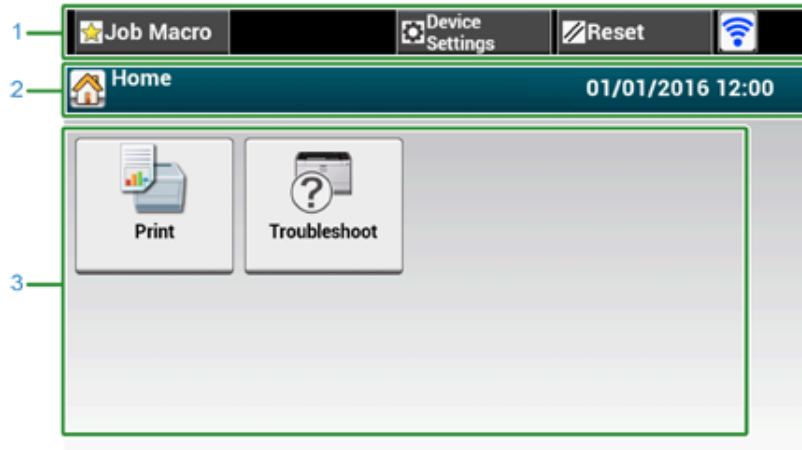 1
Job Macro
Device
Settings
Reset
2
Home
01/01/2016 12:00
3
Print
Troubleshoot
?